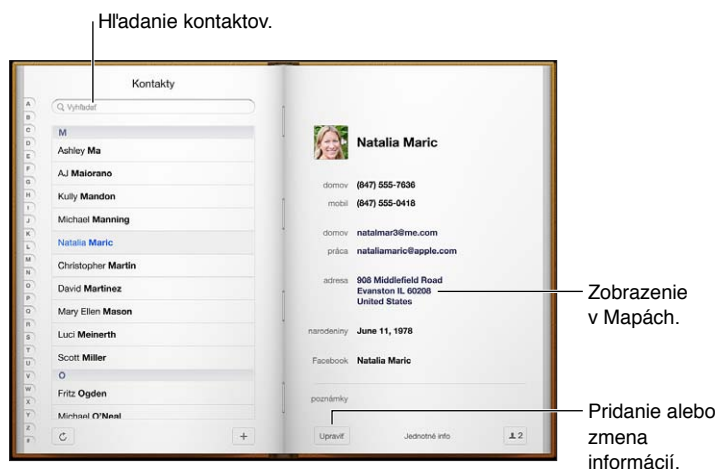 Hľadanie kontaktov.
Kontakty
Vyhľadať
A
B
C
D
E
F
G
H
I
J
K
L
M
N
O
P
Q
R
S
T
U
V
W
X
Y
Z
#
M
Ashley Ma
AJ Maiorano
Kully Mandon
Michael Manning
Natalia Maric
Christopher Martin
David Martinez
Mary Ellen Mason
Luci Meinerth
Scott Miller
O
Fritz Ogden
Michael O'Neal
Natalia Maric
domov (847) 555-7636
mobil (847) 555-0418
domov natalmar3@me.com
práca nataliamaric@apple.com
adresa 908 Middlefield Road
Evanston IL 60208
United States
narodeniny June 11, 1978
Facebook Natalia Maric
poznámky
Upraviť Jednotné info 2
Zobrazenie
v Mapách.
Pridanie alebo
zmena
informácií.